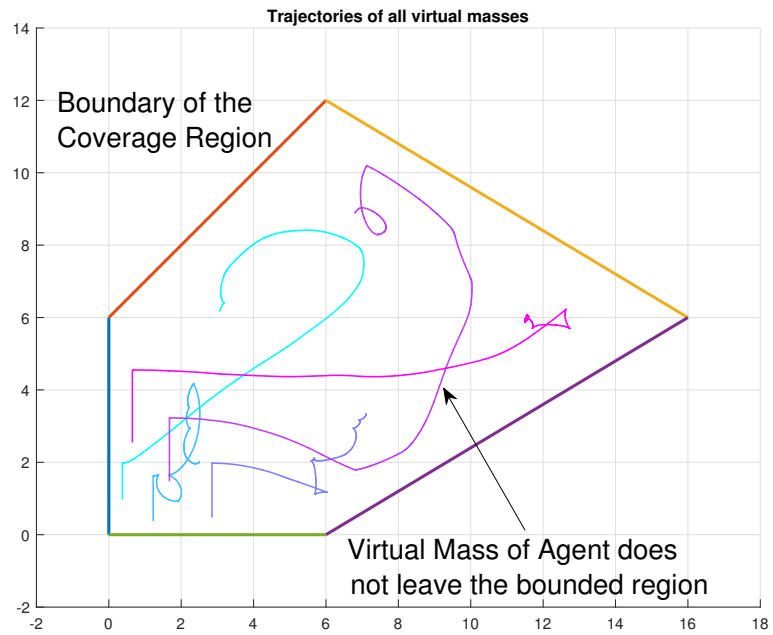 Trajectories of all virtual masses
14
12
10
8
6
4
2
0
-2
Boundary of the
Coverage Region
Virtual Mass of Agent does
not leave the bounded region
-2 0 2 4 6 8 10 12 14 16 18